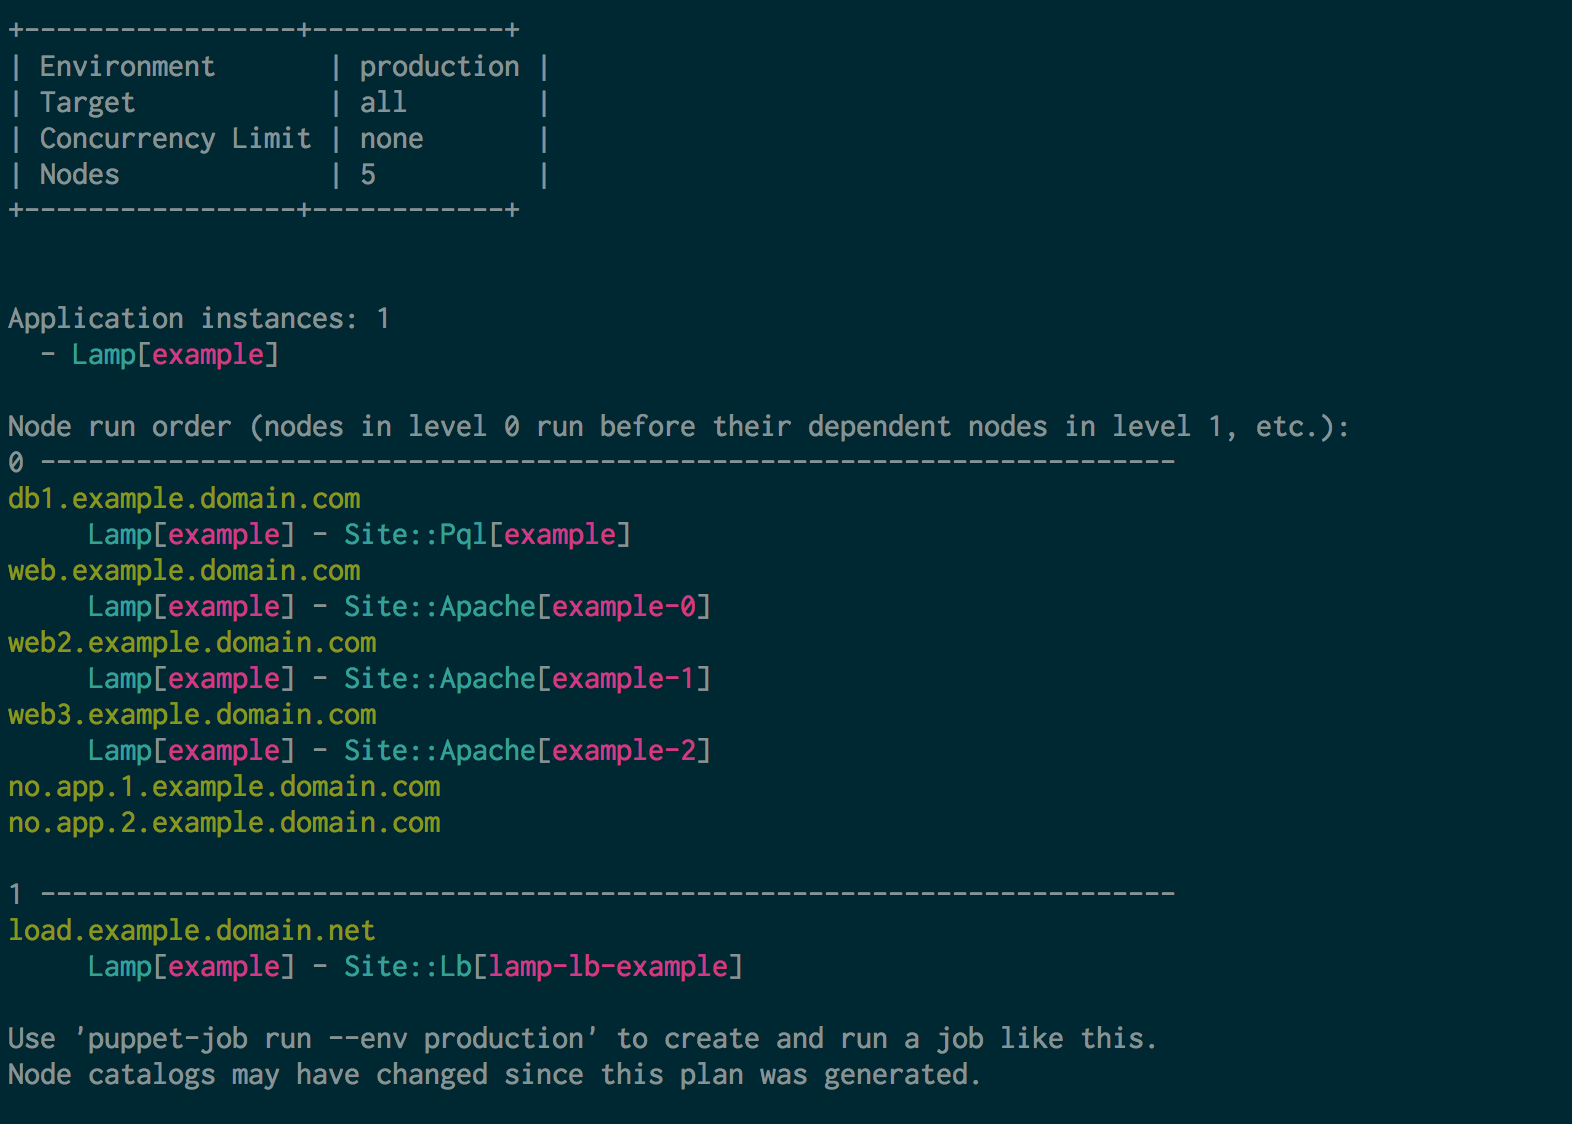 +-----------------+------------+
| Environment       | production |
| Target            | all        |
| Concurrency Limit | none       |
| Nodes             | 5          |
+-----------------+------------+
Application instances: 1
  - Lamp[example]
Node run order (nodes in level 0 run before their dependent nodes in level 1, etc.):
0 -----------------------------------------------------------------------
db1.example.domain.com
     Lamp[example] - Site::Pql[example]
web.example.domain.com
     Lamp[example] - Site::Apache[example-0]
web2.example.domain.com
     Lamp[example] - Site::Apache[example-1]
web3.example.domain.com
     Lamp[example] - Site::Apache[example-2]
no.app.1.example.domain.com
no.app.2.example.domain.com
1 -----------------------------------------------------------------------
load.example.domain.net
     Lamp[example] - Site::Lb[lamp-lb-example]
Use 'puppet-job run --env production' to create and run a job like this.
Node catalogs may have changed since this plan was generated.